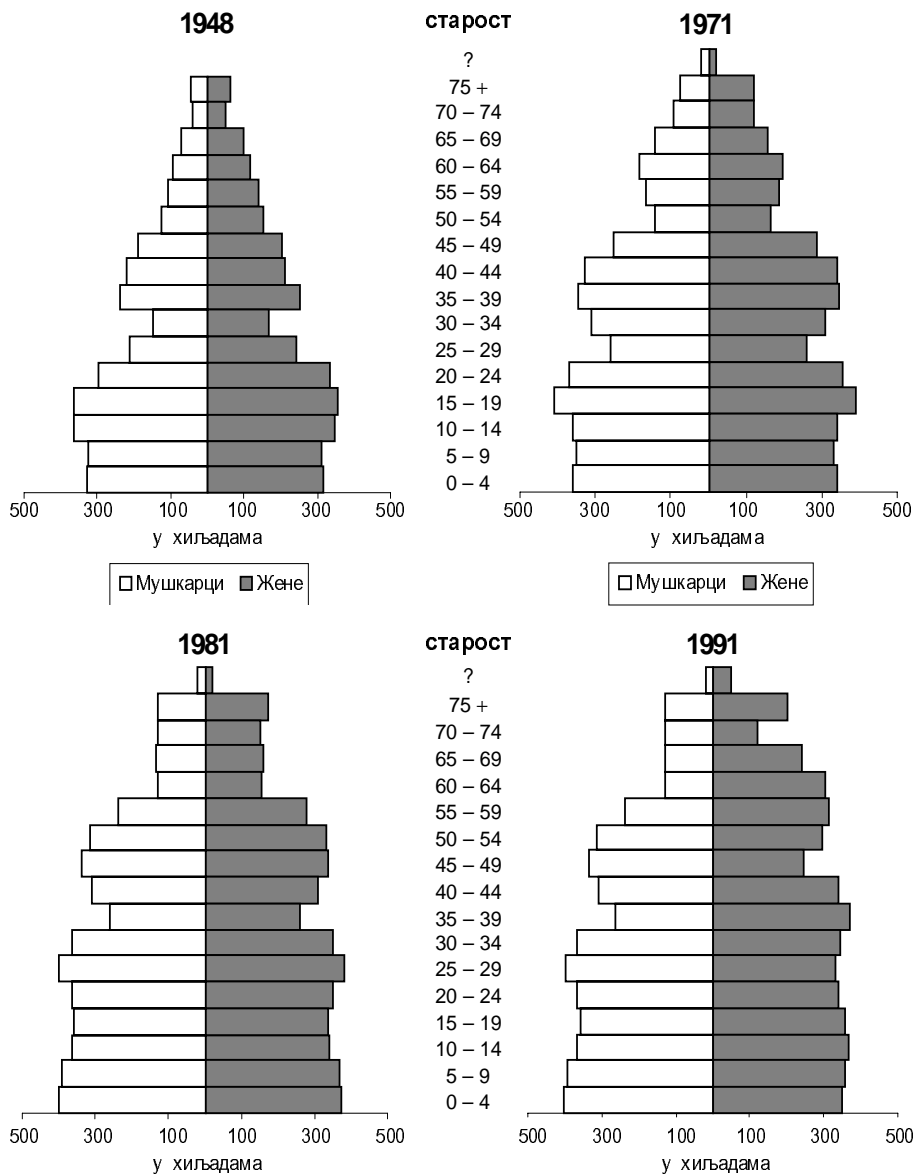 1948 старост 1971
?
75 +
70 – 74
65 – 69
60 – 64
55 – 59
50 – 54
45 – 49
40 – 44
35 – 39
30 – 34
25 – 29
20 – 24
15 – 19
10 – 14
5 – 9
0 – 4
500 300 100 100 300 500 500 300 100 100 300 500
у хиљадама у хиљадама
Мушкарци Жене Мушкарци Жене
1981 старост 1991
?
75 +
70 – 74
65 – 69
60 – 64
55 – 59
50 – 54
45 – 49
40 – 44
35 – 39
30 – 34
25 – 29
20 – 24
15 – 19
10 – 14
5 – 9
0 – 4
500 300 100 100 300 500 500 300 100 100 300 500
у хиљадама у хиљадама